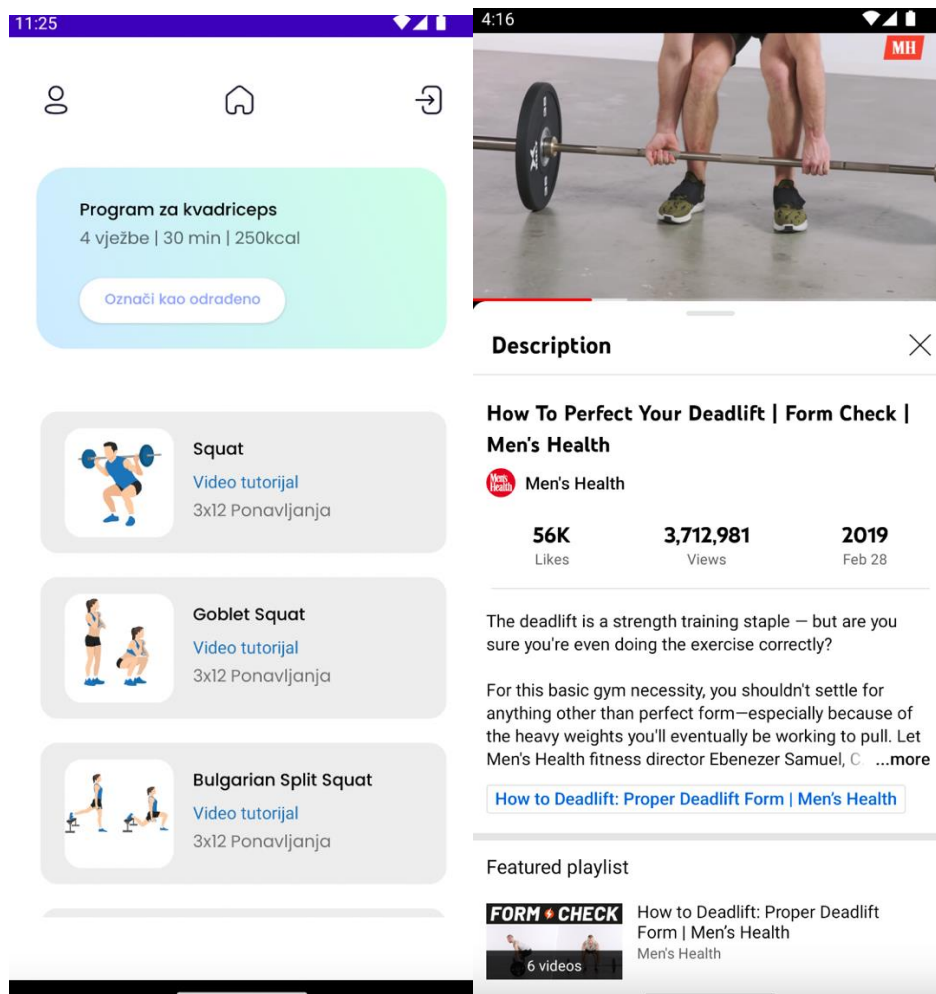 11:25
Program za kvadriceps
4 vježbe | 30 min | 250kcal
Označi kao odrađeno
Squat
Video tutorijal
3x12 Ponavljanja
Goblet Squat
Video tutorijal
3x12 Ponavljanja
Bulgarian Split Squat
Video tutorijal
3x12 Ponavljanja
4:16
MH
Description
How To Perfect Your Deadlift | Form Check |
Men's Health
Men's Health
Men's Health
56K
Likes
3,712,981
Views
2019
Feb 28
The deadlift is a strength training staple — but are you
sure you're even doing the exercise correctly?
For this basic gym necessity, you shouldn't settle for
anything other than perfect form—especially because of
the heavy weights you'll eventually be working to pull. Let
Men's Health fitness director Ebenezer Samuel, C ...more
How to Deadlift: Proper Deadlift Form | Men's Health
Featured playlist
FORM CHECK
6 videos
How to Deadlift: Proper Deadlift
Form | Men's Health
Men's Health